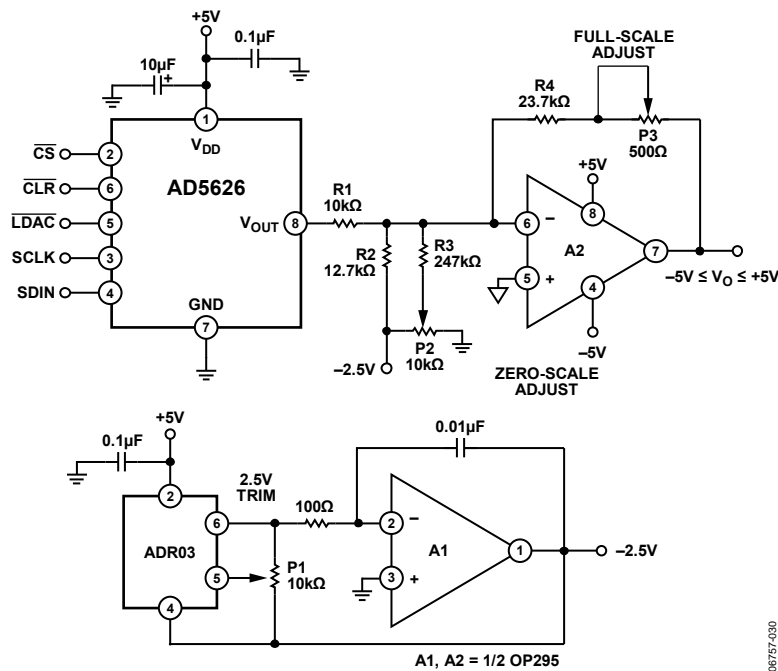 +5V
0.1µF
10µF
+
1
VDD
AD5626
CS
2
CLR
6
LDAC
5
SCLK
3
SDIN
4
VOUT
8
GND
7
R1
10kΩ
R2
12.7kΩ
R3
247kΩ
P2
10kΩ
–2.5V
FULL-SCALE
ADJUST
R4
23.7kΩ
P3
500Ω
+5V
8
6
–
A2
5
+
7
4
–5V
–5V ≤ VO ≤ +5V
ZERO-SCALE
ADJUST
+5V
0.1µF
2
ADR03
6
5
4
2.5V
TRIM
P1
10kΩ
100Ω
0.01µF
2
–
A1
3
+
1
–2.5V
A1, A2 = 1/2 OP295
06757-030